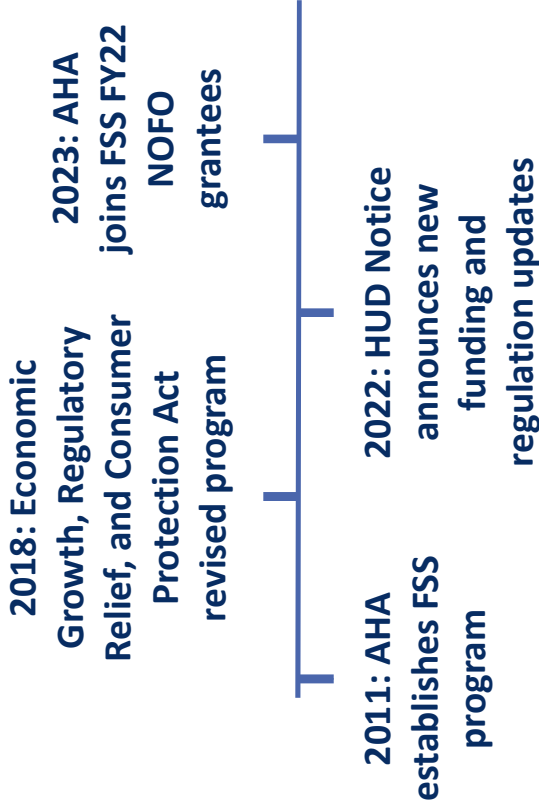 2011: AHA
establishes FSS
program
2018: Economic
Growth, Regulatory
Relief, and Consumer
Protection Act
revised program
2022: HUD Notice
announces new
funding and
regulation updates
2023: AHA
joins FSS FY22
NOFO
grantees